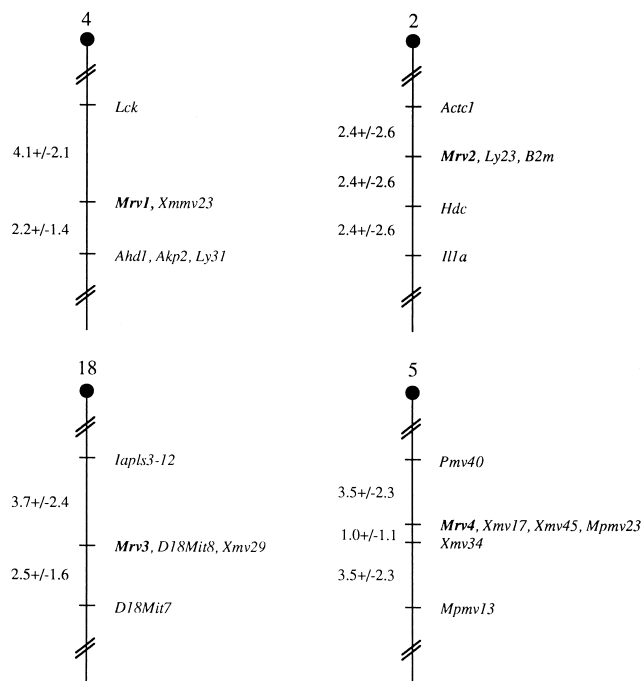 4
Lck
4.1+/-2.1
Mrv1, Xmmv23
2.2+/-1.4
Ahd1, Akp2, Ly31
2
Actc1
2.4+/-2.6
Mrv2, Ly23, B2m
2.4+/-2.6
Hdc
2.4+/-2.6
Il1a
18
Iapls3-12
3.7+/-2.4
Mrv3, D18Mit8, Xmv29
2.5+/-1.6
D18Mit7
5
Pmv40
3.5+/-2.3
Mrv4, Xmv17, Xmv45, Mpmv23
1.0+/-1.1
Xmv34
3.5+/-2.3
Mpmv13